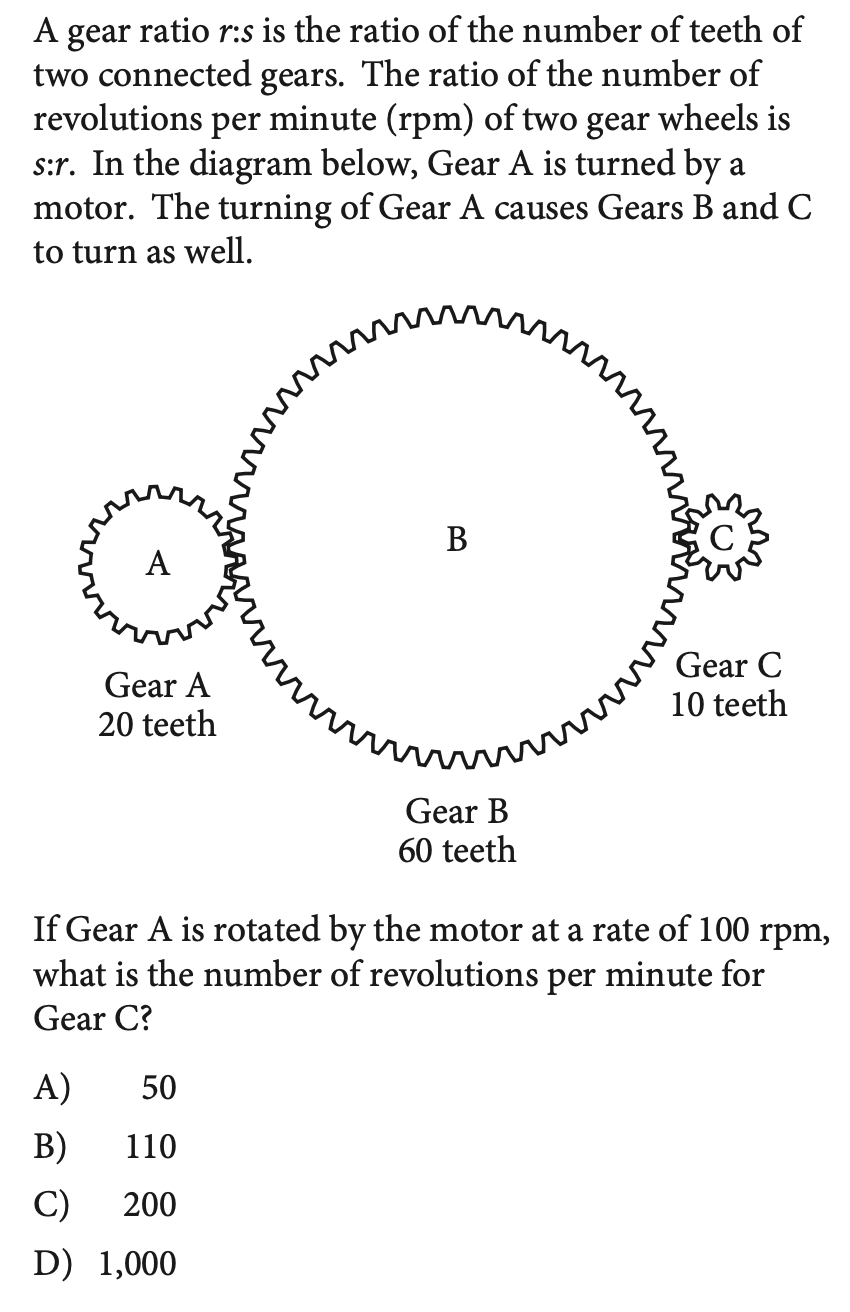 A gear ratio r:s is the ratio of the number of teeth of
two connected gears. The ratio of the number of
revolutions per minute (rpm) of two gear wheels is
s:r. In the diagram below, Gear A is turned by a
motor. The turning of Gear A causes Gears B and C
to turn as well.
A
B
C
Gear A
20 teeth
Gear C
10 teeth
Gear B
60 teeth
If Gear A is rotated by the motor at a rate of 100 rpm,
what is the number of revolutions per minute for
Gear C?
A) 50
B) 110
C) 200
D) 1,000